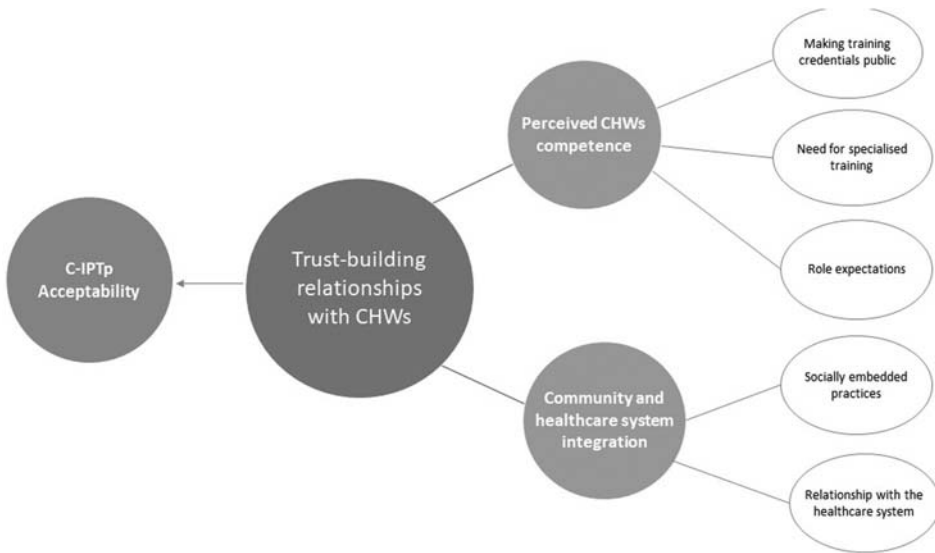 C-IPTp
Acceptability
Trust-building
relationships
with CHWs
Perceived CHWs
competence
Making training
credentials public
Need for specialised
training
Role expectations
Community and
healthcare system
integration
Socially embedded
practices
Relationship with the
healthcare system